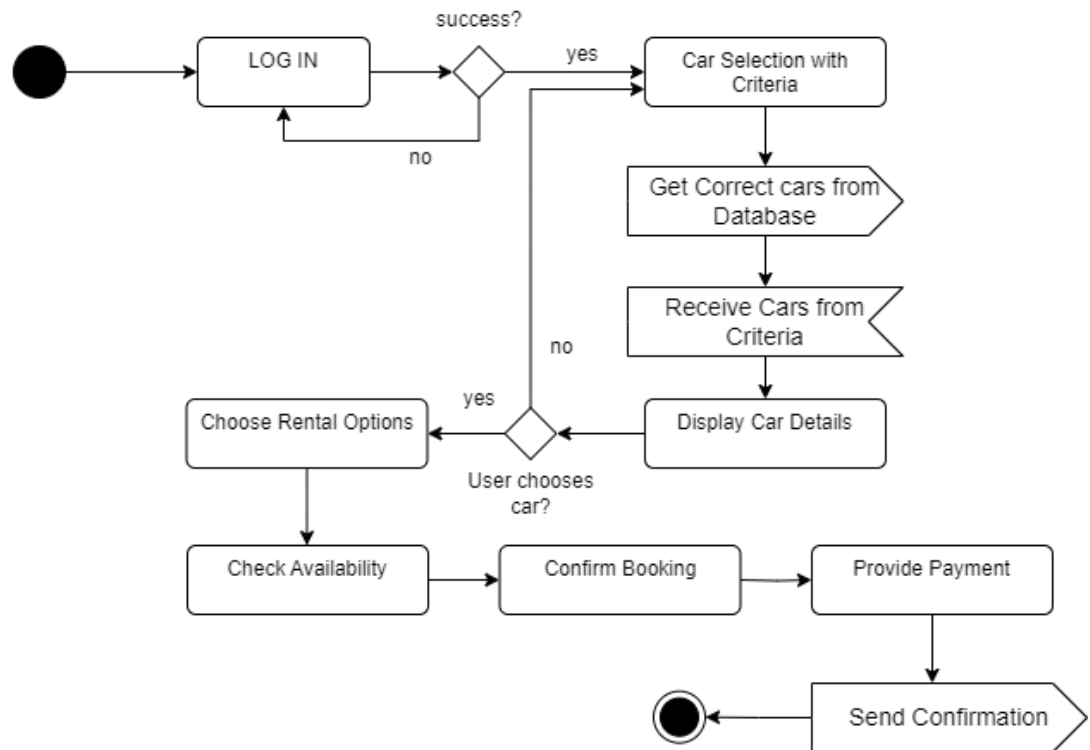 success?
LOG IN
yes
Car Selection with
Criteria
no
Get Correct cars from
Database
Receive Cars from
Criteria
no
yes
Choose Rental Options
Display Car Details
User chooses
car?
Check Availability
Confirm Booking
Provide Payment
Send Confirmation